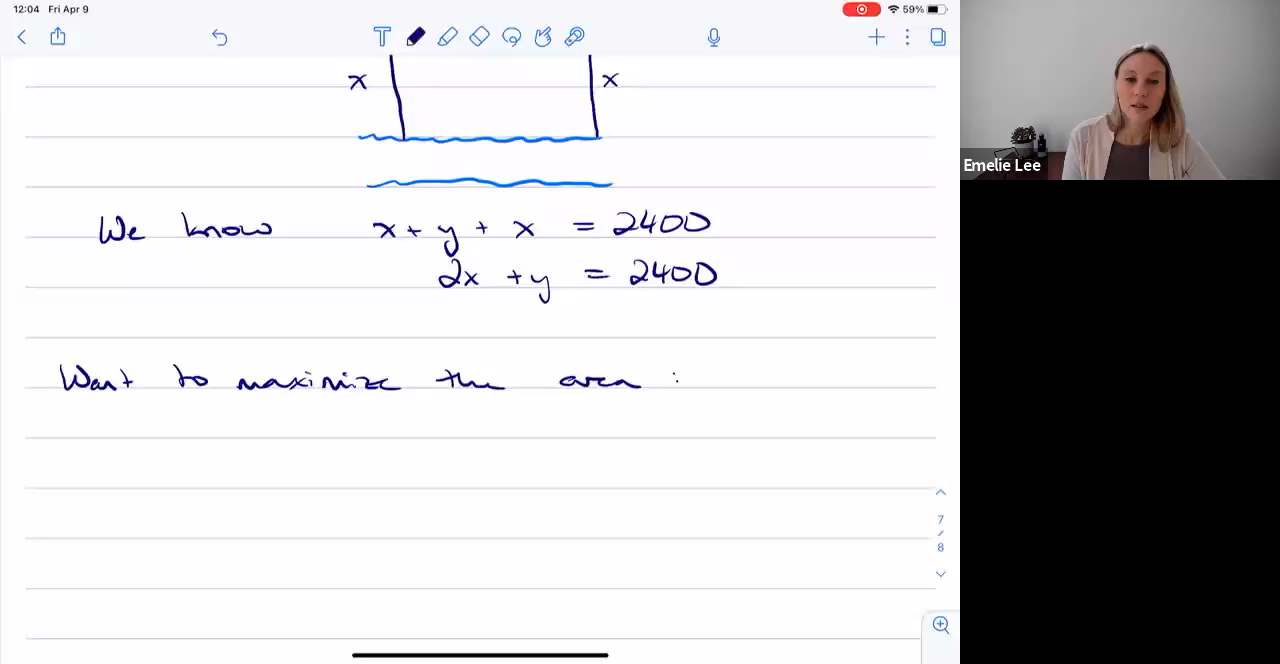 12:04 Fri Apr 9
59%
x x
We know x + y + x = 2400
2x + y = 2400
Want to maximize the area :
7
/
8
Emelie Lee